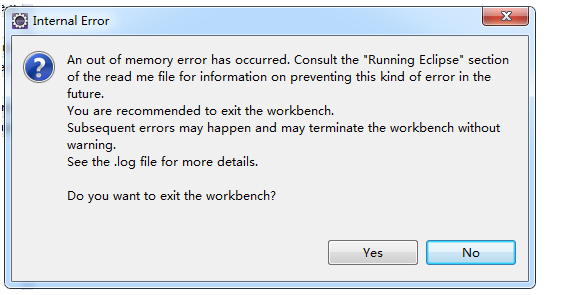 Internal Error
An out of memory error has occurred. Consult the "Running Eclipse" section
of the read me file for information on preventing this kind of error in the
future.
You are recommended to exit the workbench.
Subsequent errors may happen and may terminate the workbench without
warning.
See the .log file for more details.
Do you want to exit the workbench?
Yes
No